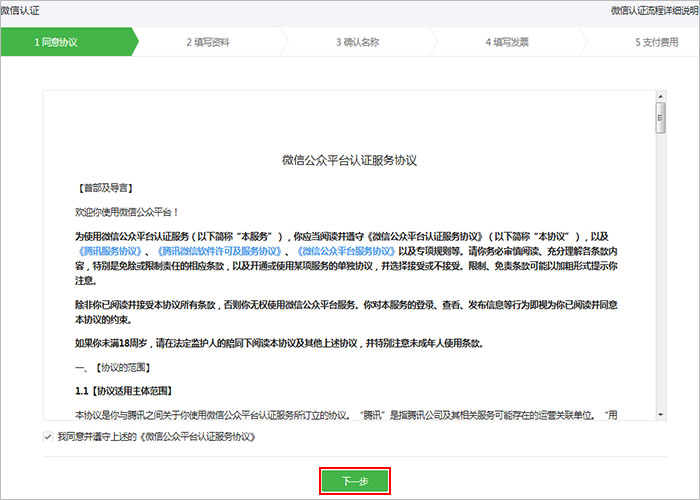 微信认证
微信认证流程详细说明
1 同意协议
2 填写资料
3 确认名称
4 填写发票
5 支付费用
微信公众平台认证服务协议
【首部及导言】
欢迎你使用微信公众平台！
为使用微信公众平台认证服务（以下简称“本服务”），你应当阅读并遵守《微信公众平台认证服务协议》（以下简称“本协议”），以及
《腾讯服务协议》、《腾讯微信软件许可及服务协议》、《微信公众平台服务协议》以及专项规则等。请你务必审慎阅读、充分理解各条款内
容，特别是免除或限制责任的相应条款，以及开通或使用某项服务的单独协议，并选择接受或不接受。限制、免责条款可能以加粗形式提示你
注意。
除非你已阅读并接受本协议所有条款，否则你无权使用微信公众平台服务。你对本服务的登录、查看、发布信息等行为即视为你已阅读并同意
本协议的约束。
如果你未满18周岁，请在法定监护人的陪同下阅读本协议及其他上述协议，并特别注意未成年人使用条款。
一、【协议的范围】
1.1【协议适用主体范围】
本协议是你与腾讯之间关于你使用微信公众平台认证服务所订立的协议。“腾讯”是指腾讯公司及其相关服务可能存在的运营关联单位。“用
我同意并遵守上述的《微信公众平台认证服务协议》
下一步